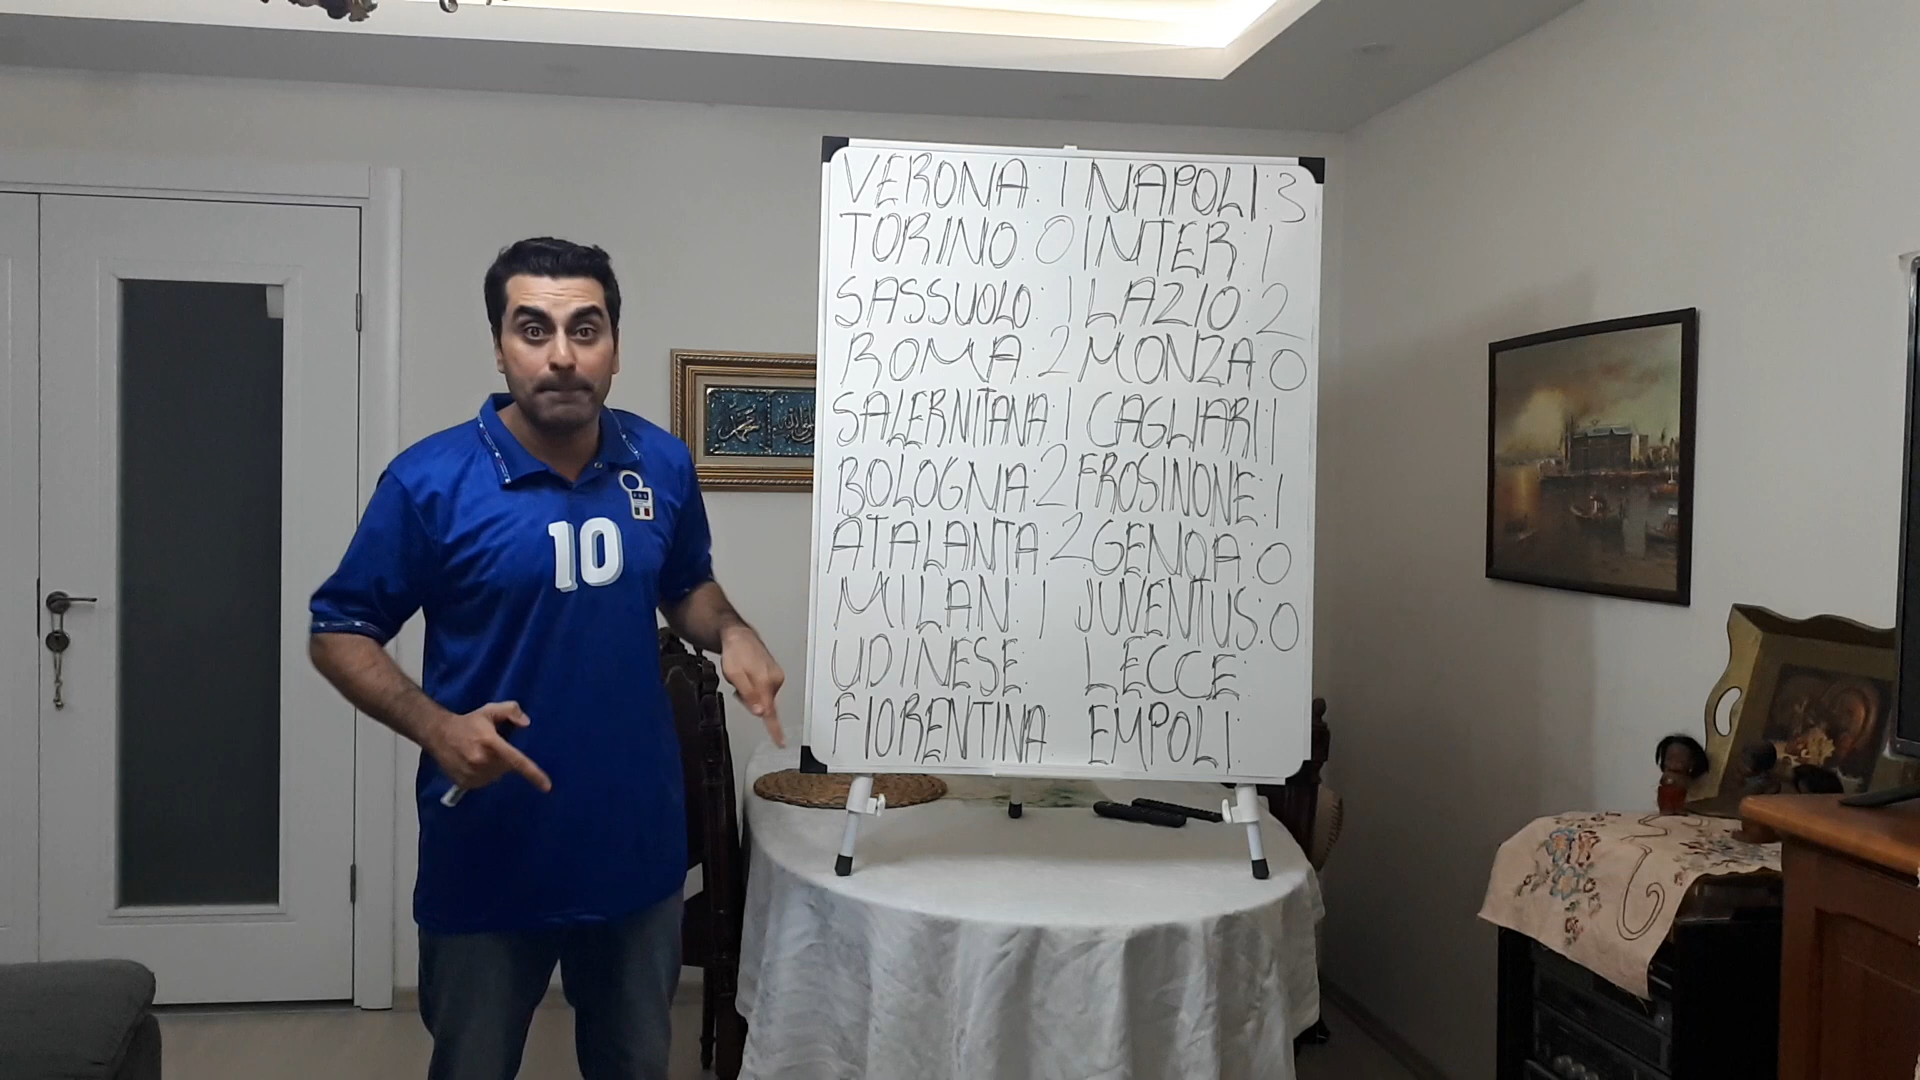 VERONA: 1 NAPOLI: 3
TORINO: 0 INTER: 1
SASSUOLO: 1 LAZIO: 2
ROMA: 2 MONZA: 0
SALERNITANA: 1 CAGLIARI: 1
BOLOGNA: 2 FROSINONE: 1
ATALANTA: 2 GENOA: 0
MILAN: 1 JUVENTUS: 0
UDINESE: LECCE:
FIORENTINA: EMPOLI:
10